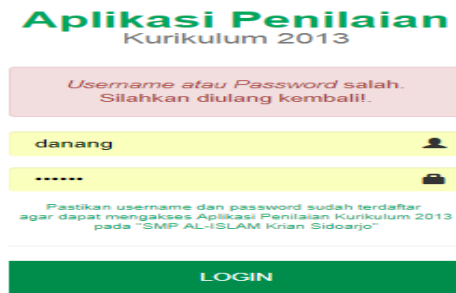 Aplikasi Penilaian
Kurikulum 2013
Username atau Password salah.
Silahkan diulang kembali!.
danang
••••••
Pastikan username dan password sudah terdaftar
agar dapat mengakses Aplikasi Penilaian Kurikulum 2013
pada "SMP AL-ISLAM Krian Sidoarjo"
LOGIN